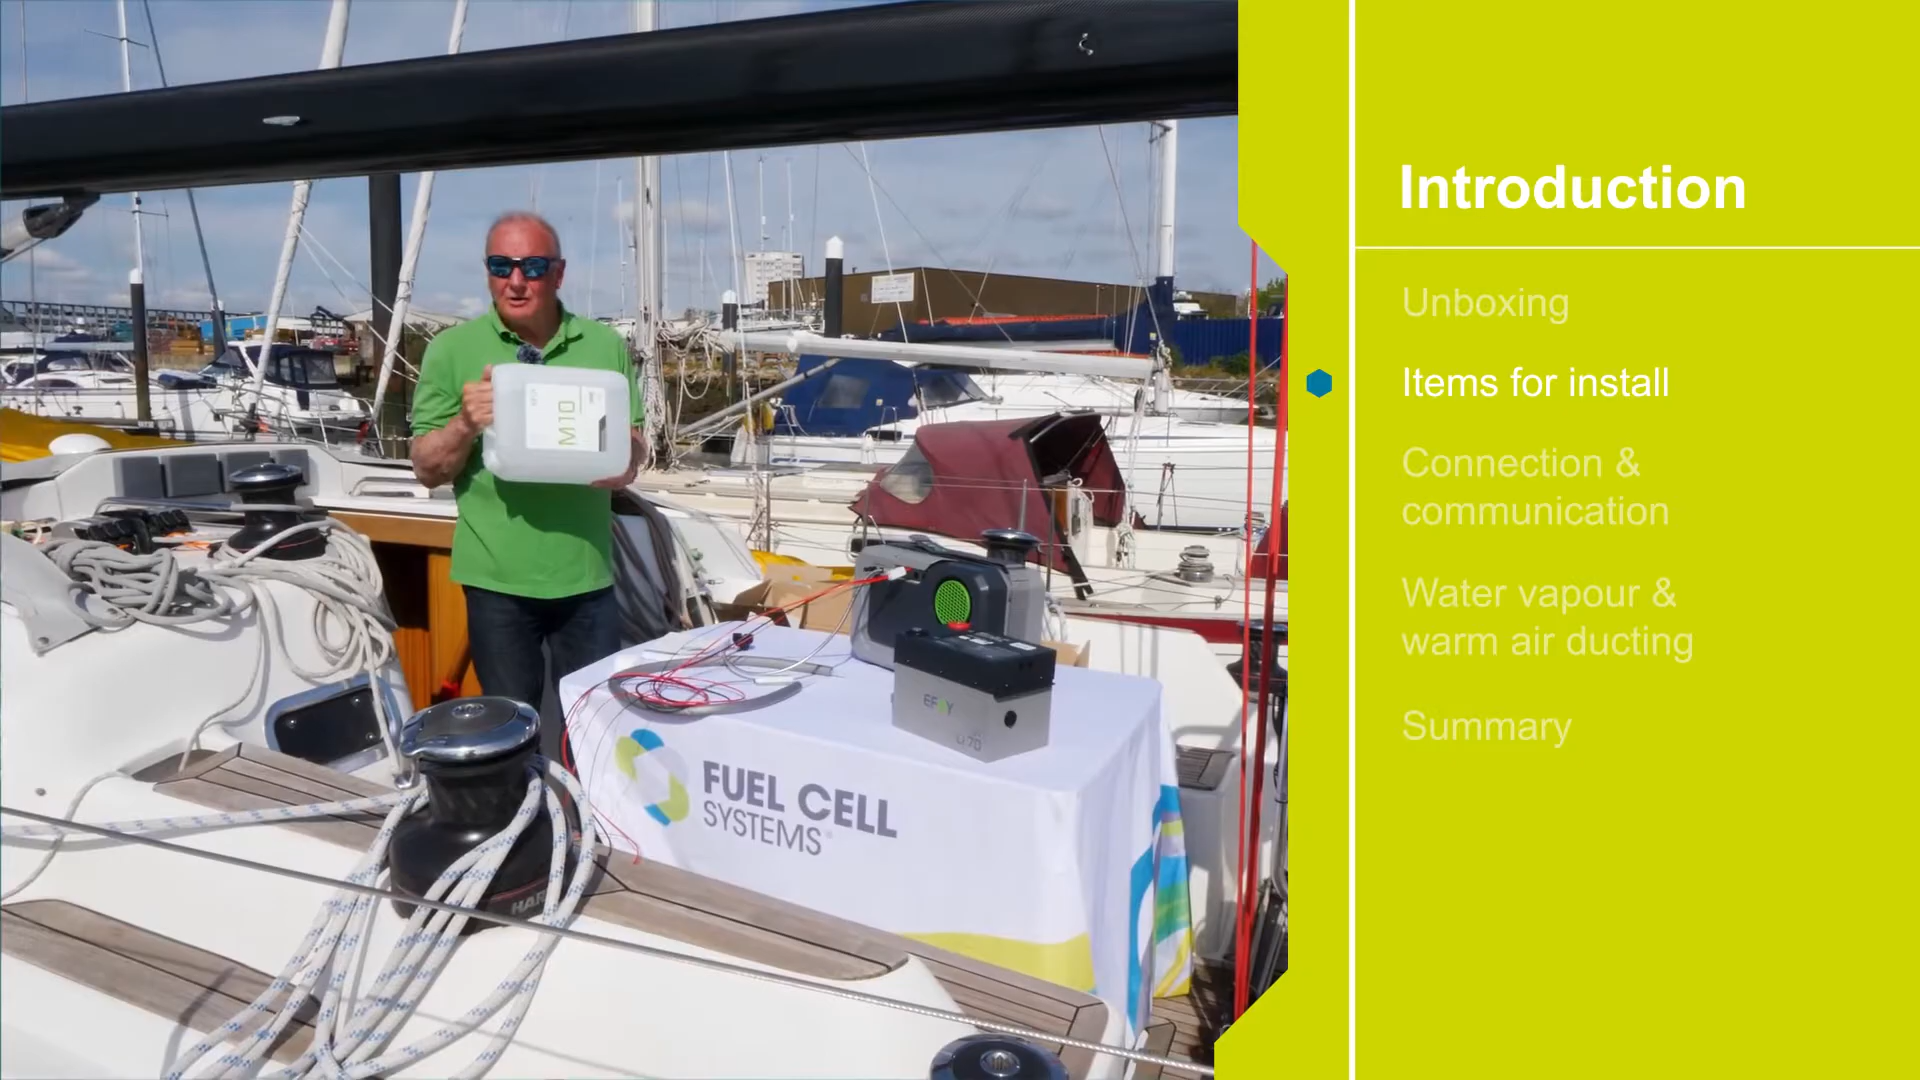 Introduction
Unboxing
Items for install
Connection &
communication
Water vapour &
warm air ducting
Summary
M10
EFOY
FUEL CELL
SYSTEMS